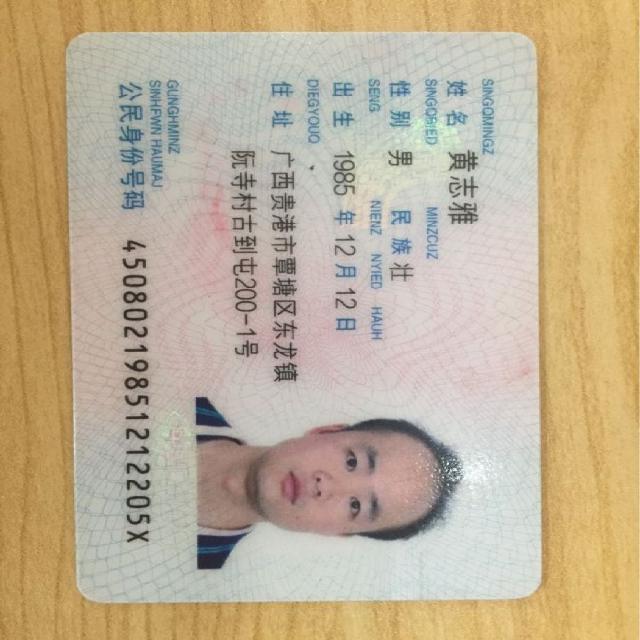 SINGQMINGZ
姓名 黄志雅
SINGQBIED MINZCUZ
性别 男 民族 壮
SENG NIENZ NYIED HAUH
出生 1985 年 12 月 12 日
DIEGYOUQ
住址 广西贵港市覃塘区东龙镇
寺村古到屯200-1号
GUNGHMINZ
SINHFWN HAUMAJ
公民身份号码 45080219851212205X